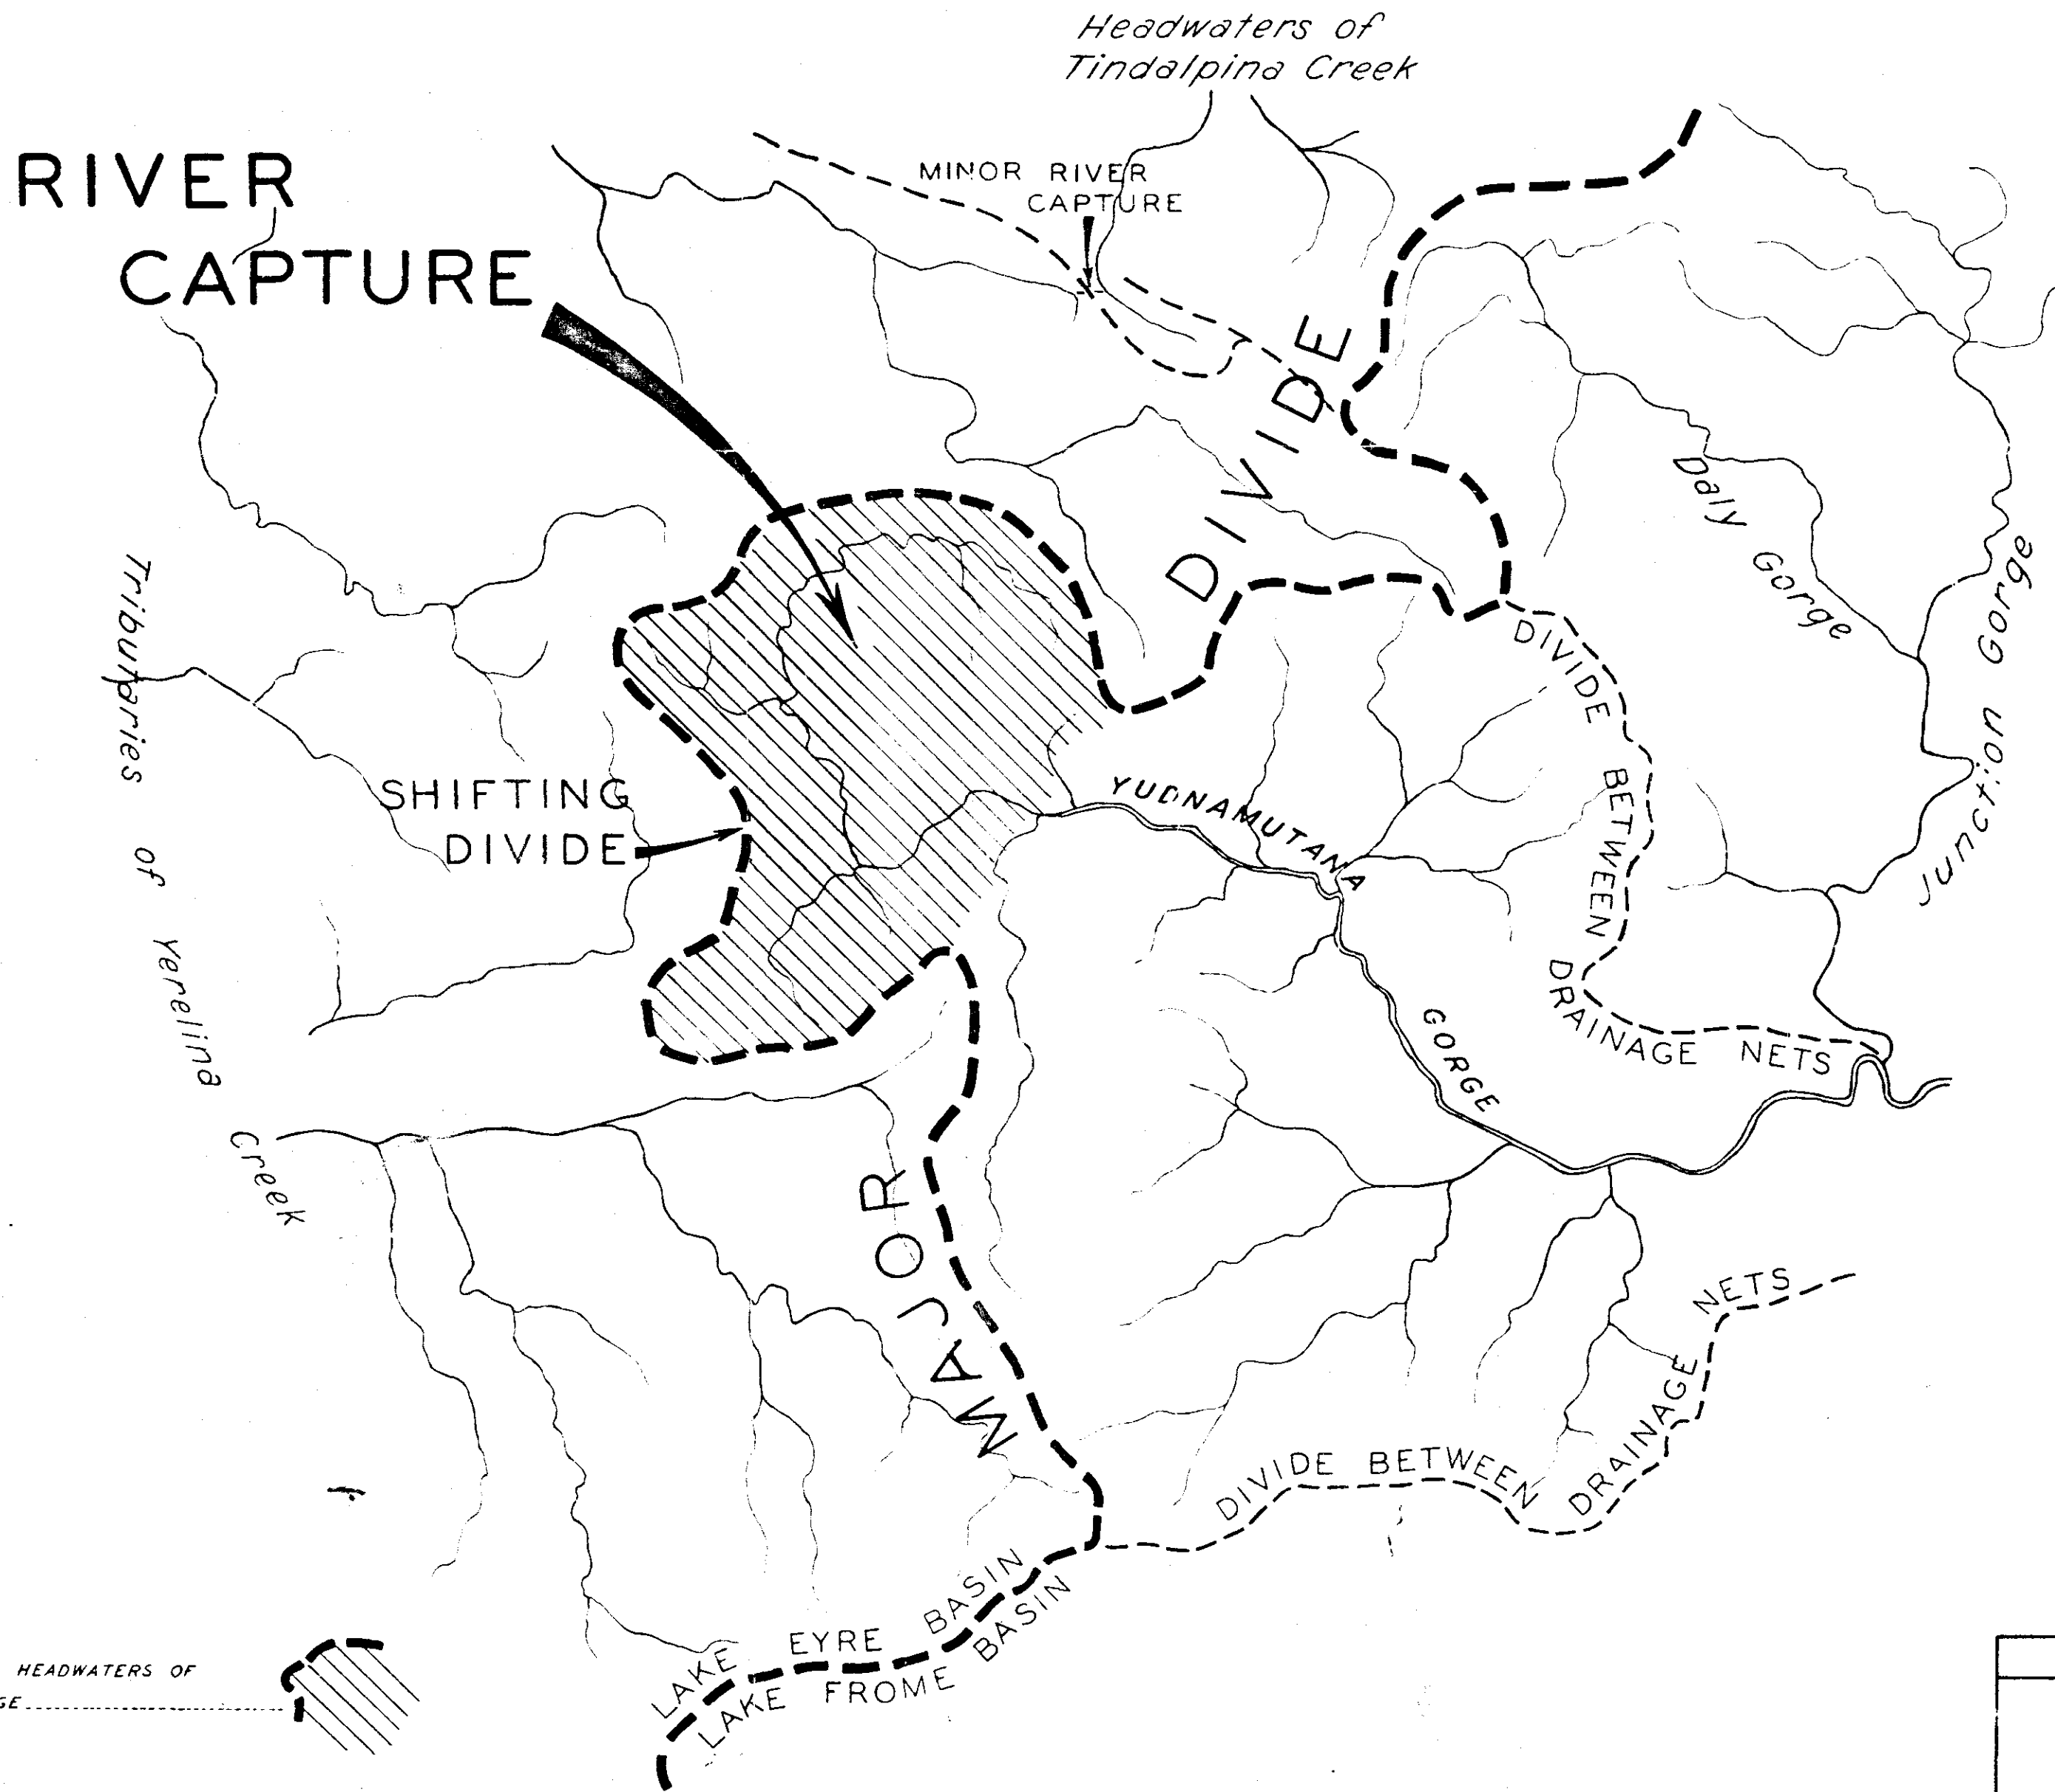 Headwaters of
Tindalpina Creek
RIVER
CAPTURE
MINOR RIVER
CAPTURE
MAJOR DIVIDE
Daly Gorge
Junction Gorge
Tributaries of Yerelina Creek
SHIFTING
DIVIDE
YUDNAMUTANA GORGE
DIVIDE BETWEEN DRAINAGE NETS
DIVIDE BETWEEN DRAINAGE NETS
LAKE EYRE BASIN
LAKE FROME BASIN
HEADWATERS OF